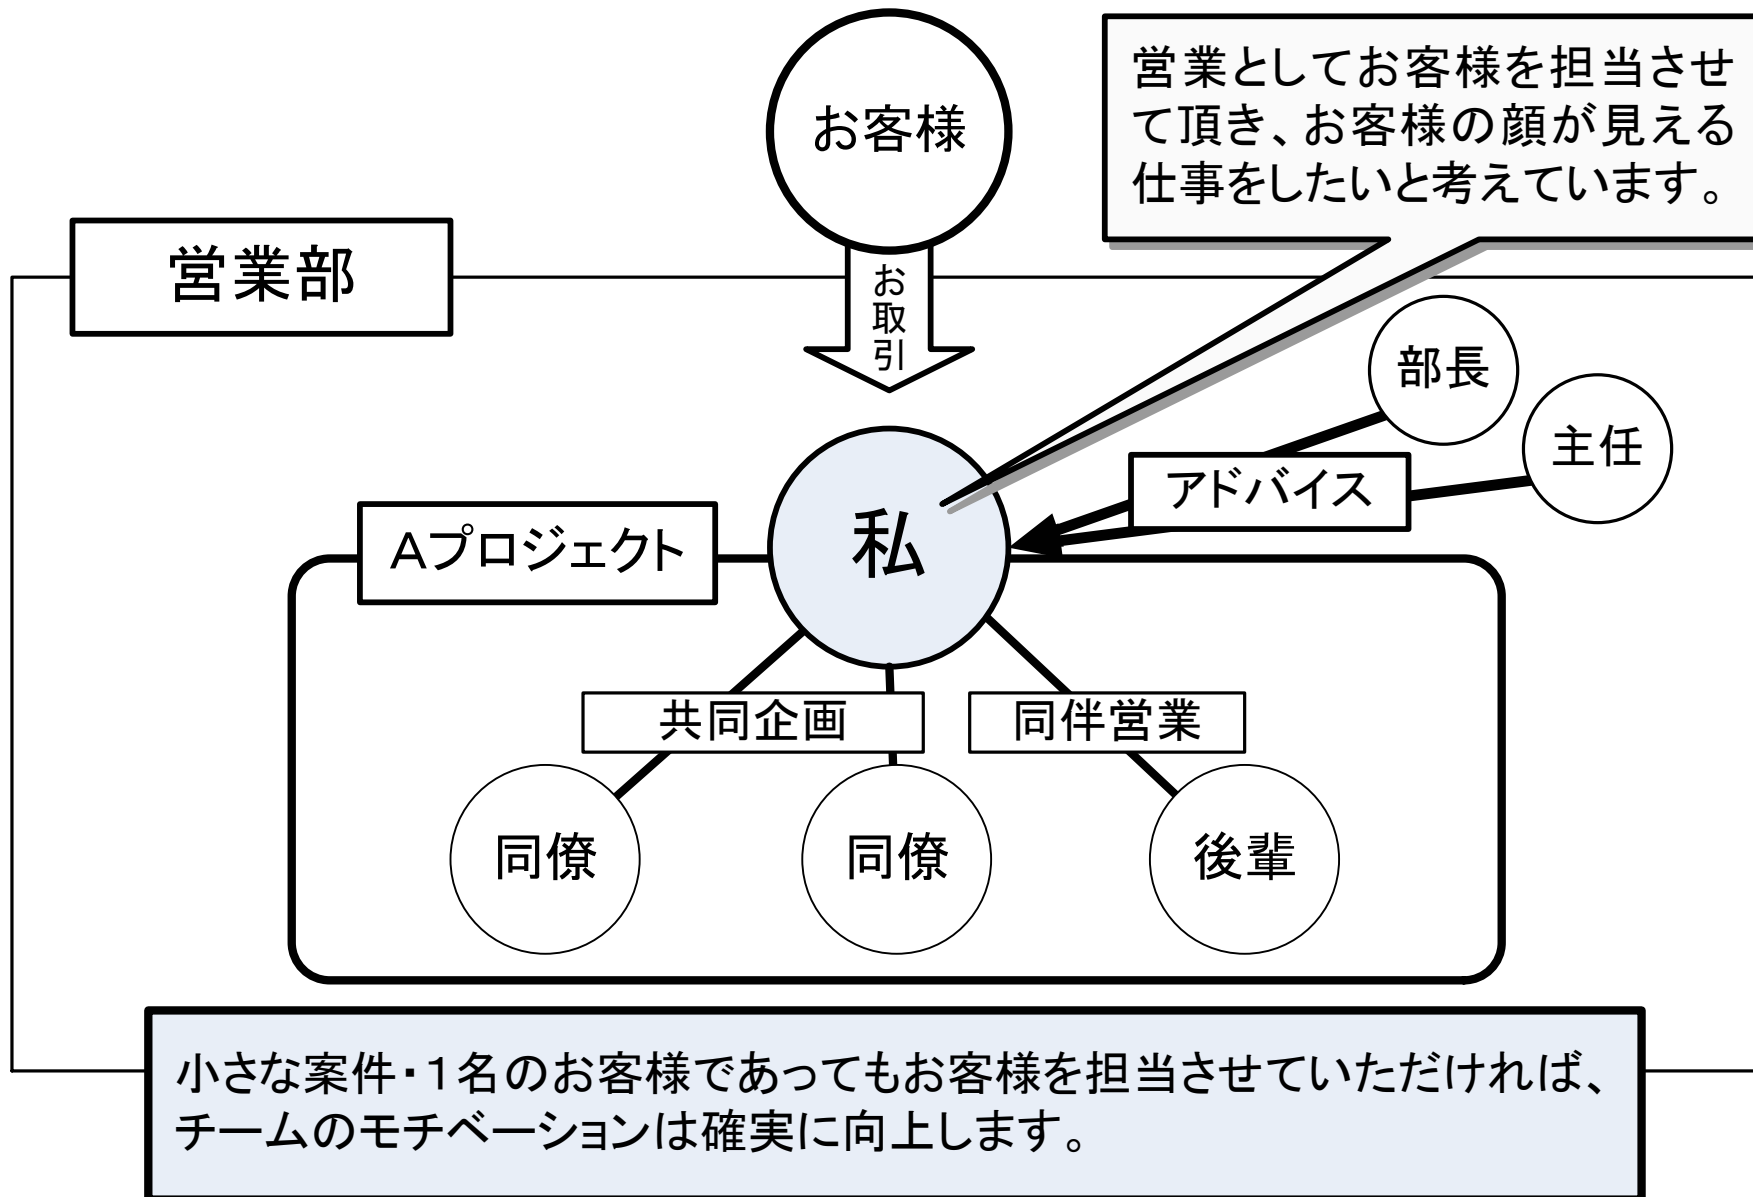 お客様
営業としてお客様を担当させ
て頂き、お客様の顔が見える
仕事をしたいと考えています。
営業部
お取引
部長
主任
アドバイス
私
Aプロジェクト
共同企画
同伴営業
同僚
同僚
後輩
小さな案件・1名のお客様であってもお客様を担当させていただければ、
チームのモチベーションは確実に向上します。